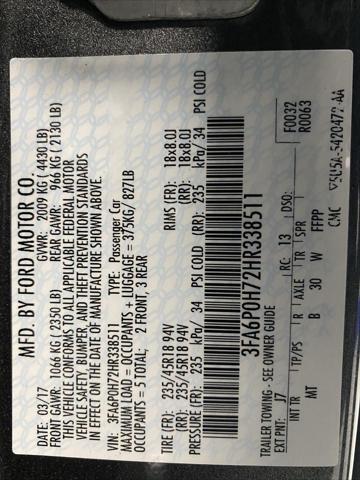 MFD. BY FORD MOTOR CO.
DATE: 03/17 GVWR: 2009 KG ( 4430 LB)
FRONT GAWR: 1066 KG ( 2350 LB) REAR GAWR: 966 KG ( 2130 LB)
THIS VEHICLE CONFORMS TO ALL APPLICABLE FEDERAL MOTOR
VEHICLE SAFETY, BUMPER, AND THEFT PREVENTION STANDARDS
IN EFFECT ON THE DATE OF MANUFACTURE SHOWN ABOVE.
VIN: 3FA6P0H72HR338511 TYPE: Passenger Car
MAXIMUM LOAD = OCCUPANTS + LUGGAGE = 375KG/ 827LB
OCCUPANTS = 5 TOTAL; 2 FRONT, 3 REAR
TIRE (FR): 235/45R18 94V RIMS (FR): 18x8.0J
(RR): 235/45R18 94V (RR): 18x8.0J
PRESSURE (FR): 235 kPa/ 34 PSI COLD (RR): 235 kPa/ 34 PSI COLD
3FA6P0H72HR338511
TRAILER TOWING - SEE OWNER GUIDE F0032
R0063
EXT PNT: J7 RC: 13 DSO:
INT TR TP/PS R AXLE TR SPR
MT B 30 W FFPP